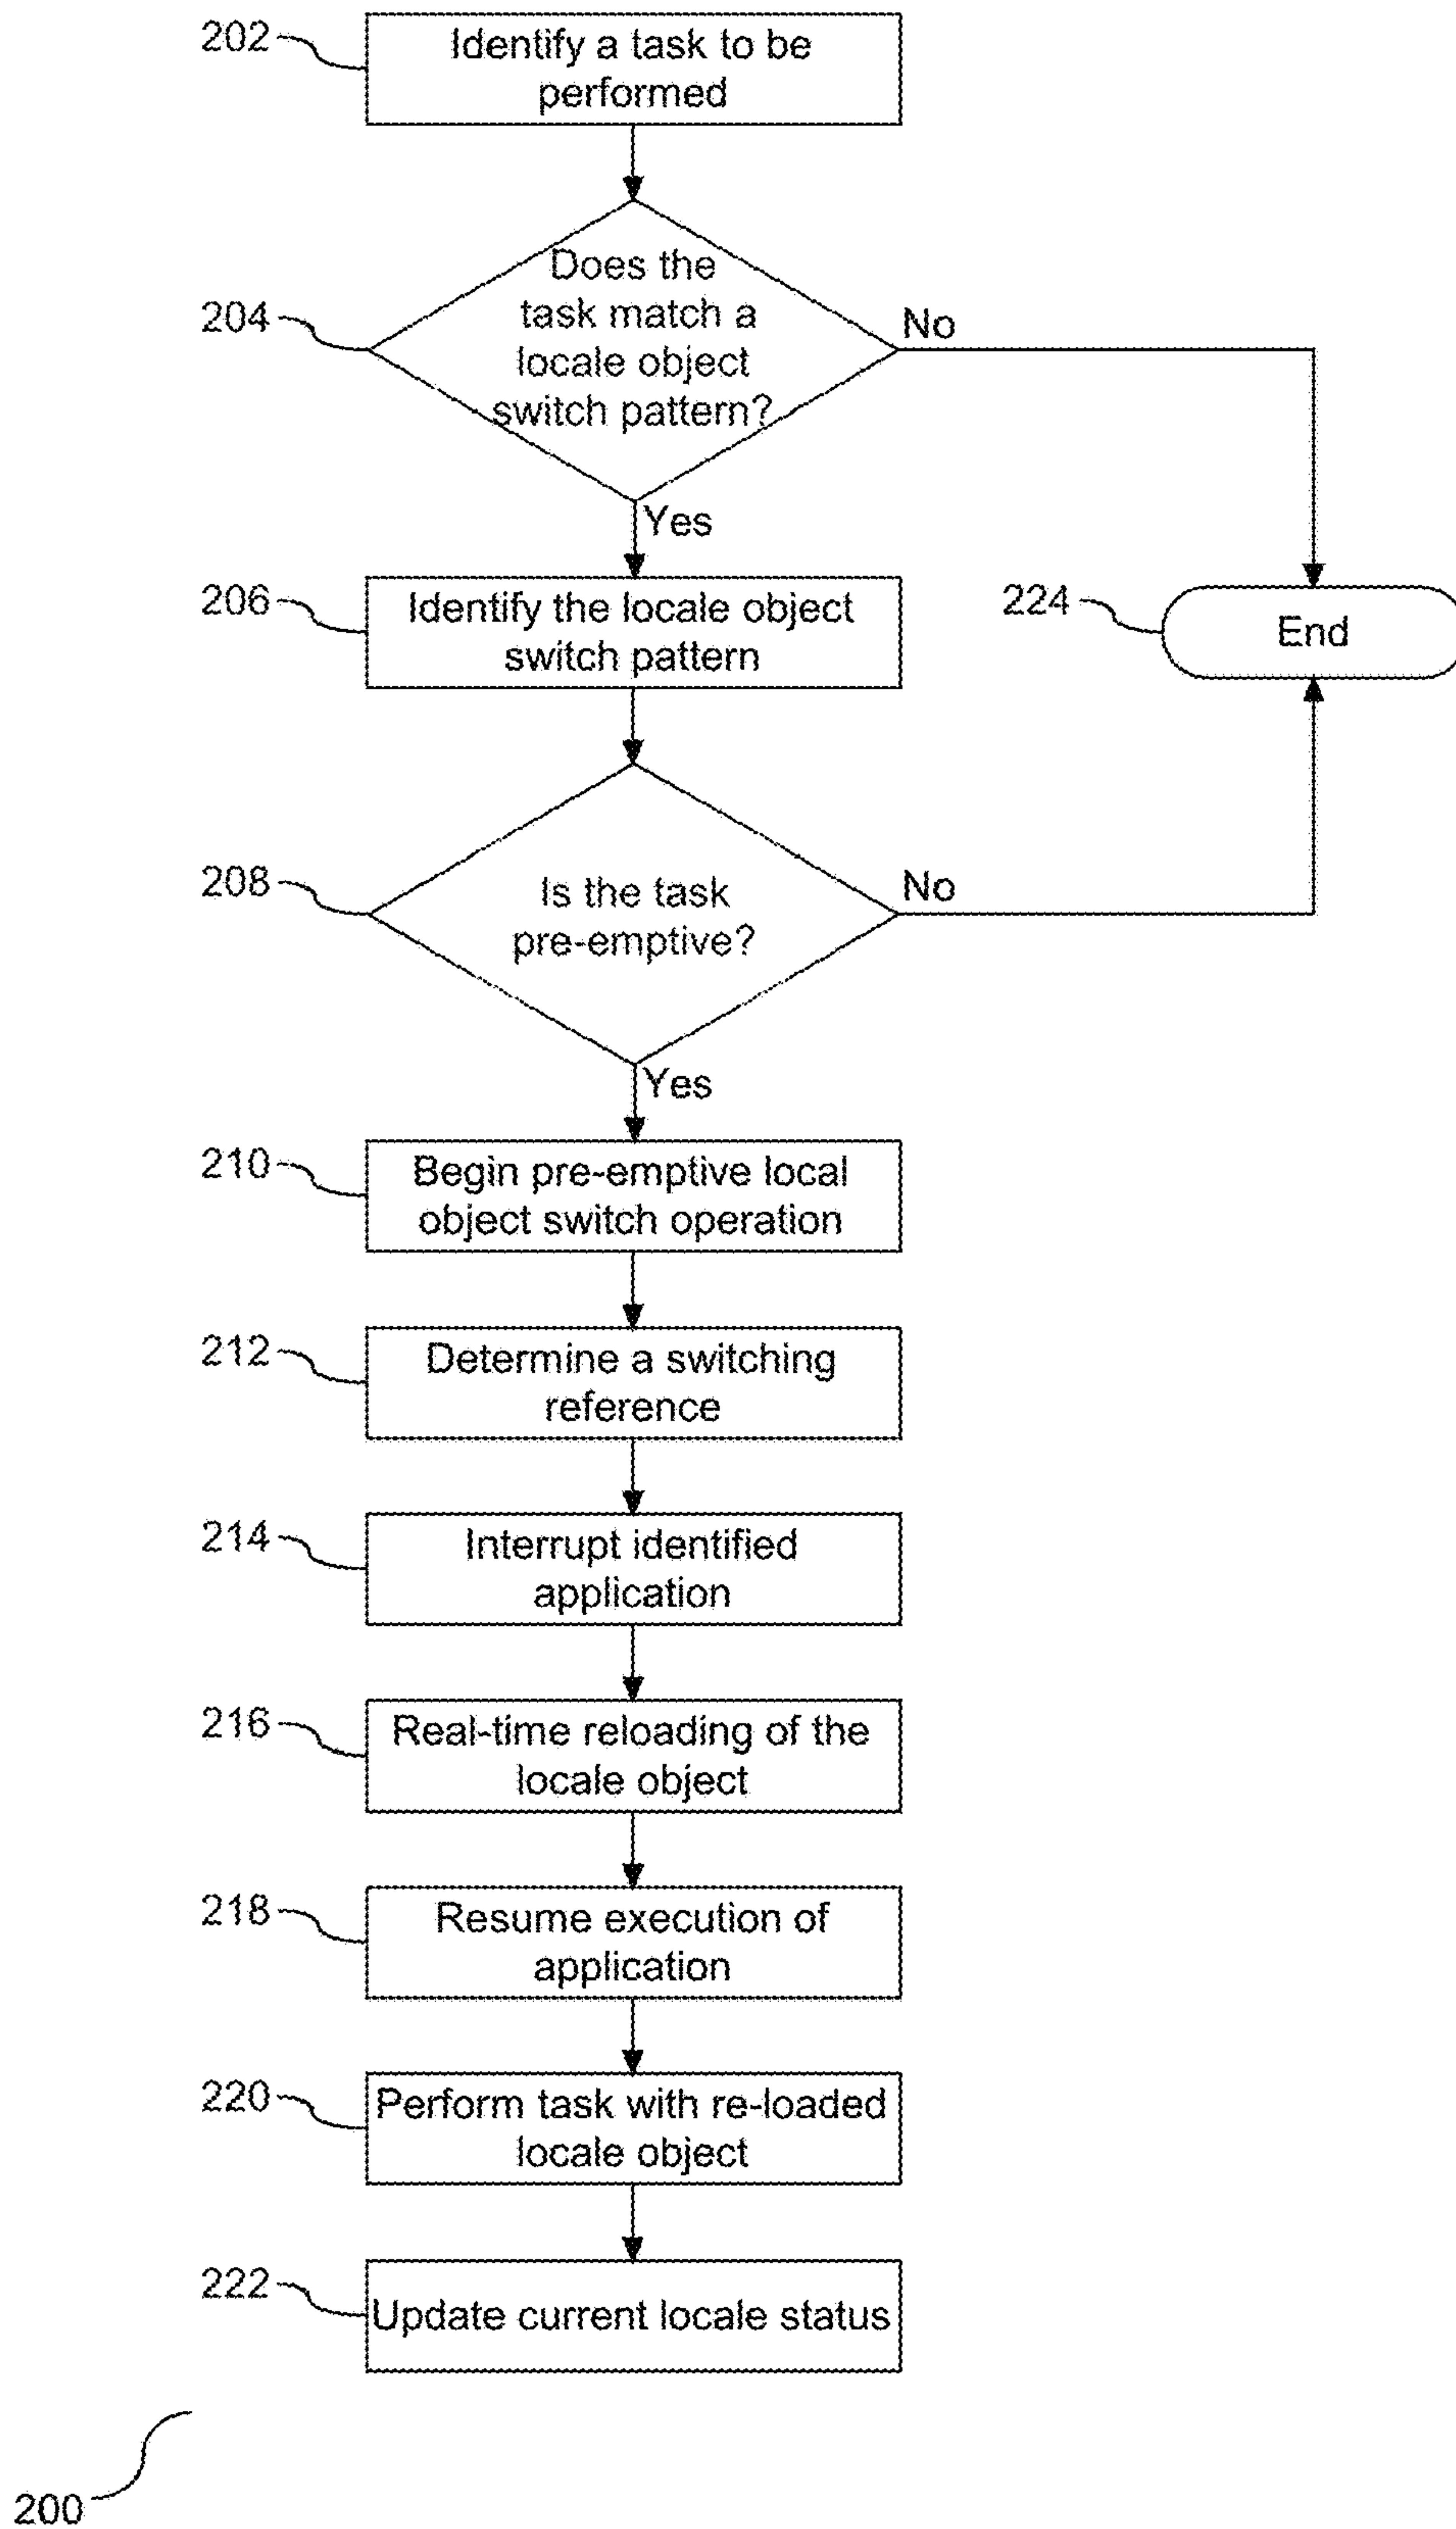 202
Identify a task to be
performed
204
Does the
task match a
locale object
switch pattern?
No
Yes
206
Identify the locale object
switch pattern
224
End
208
Is the task
pre-emptive?
No
Yes
210
Begin pre-emptive local
object switch operation
212
Determine a switching
reference
214
Interrupt identified
application
216
Real-time reloading of the
locale object
218
Resume execution of
application
220
Perform task with re-loaded
locale object
222
Update current locale status
200